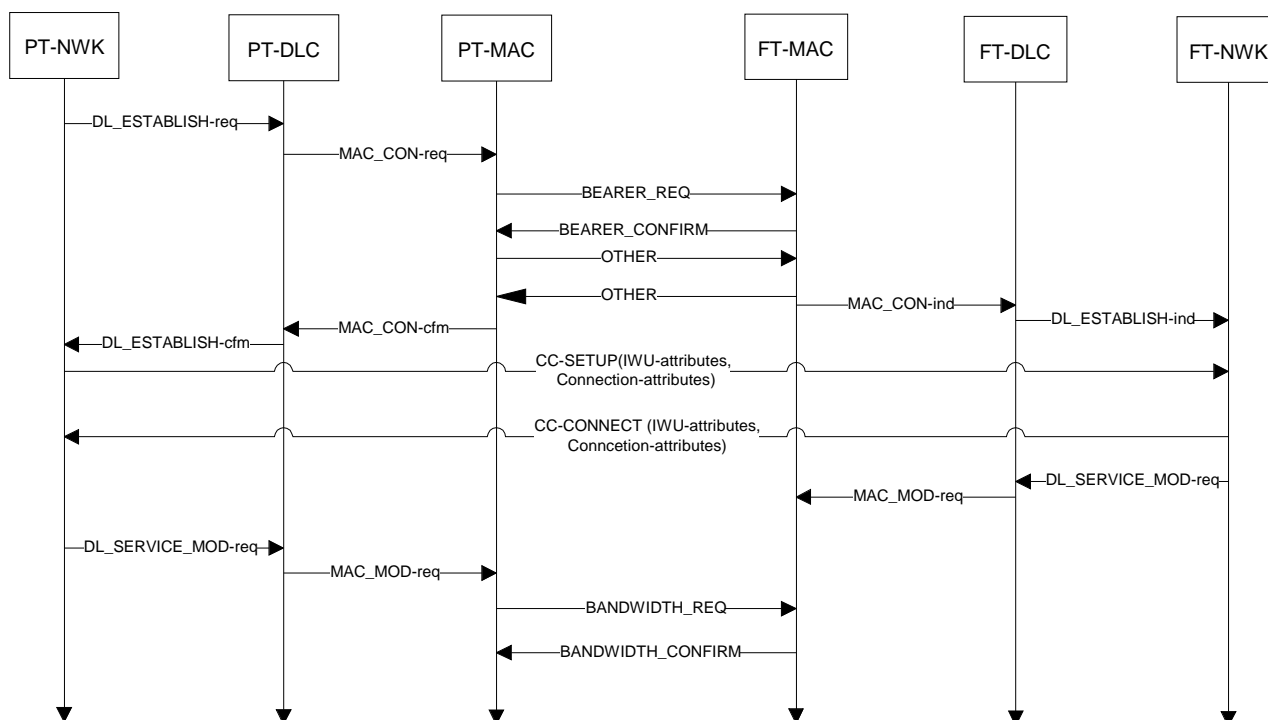 PT-NWK
PT-DLC
PT-MAC
FT-MAC
FT-DLC
FT-NWK
DL_ESTABLISH-req
MAC_CON-req
BEARER_REQ
BEARER_CONFIRM
OTHER
OTHER
MAC_CON-ind
DL_ESTABLISH-ind
MAC_CON-cfm
DL_ESTABLISH-cfm
CC-SETUP(IWU-attributes,
Connection-attributes)
CC-CONNECT (IWU-attributes,
Conncetion-attributes)
DL_SERVICE_MOD-req
MAC_MOD-req
DL_SERVICE_MOD-req
MAC_MOD-req
BANDWIDTH_REQ
BANDWIDTH_CONFIRM